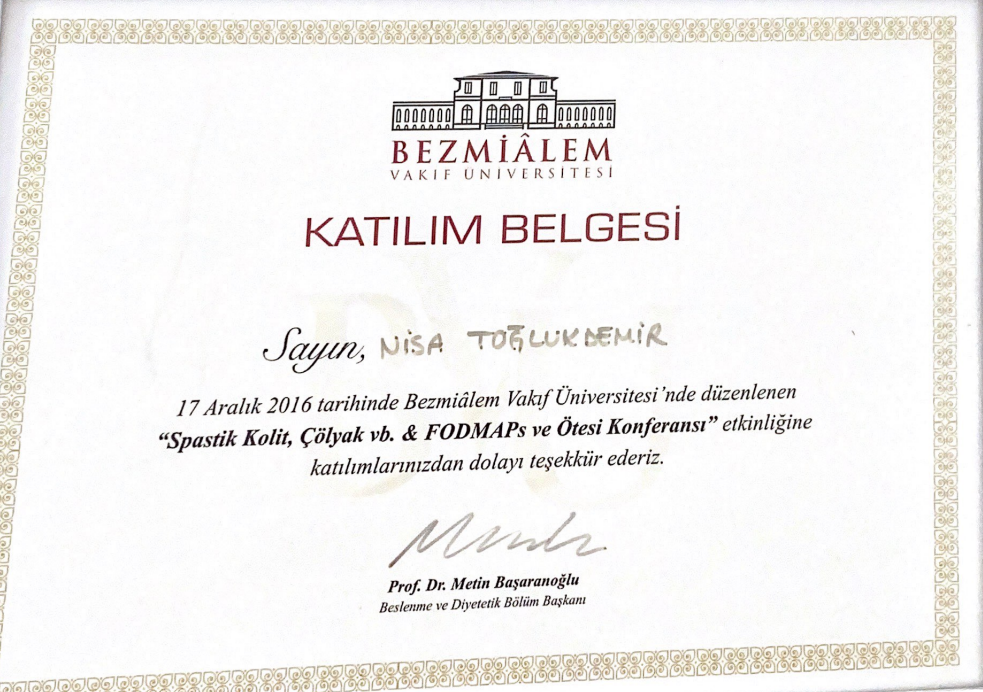 BEZMİÂLEM
VAKIF ÜNİVERSİTESİ
KATILIM BELGESİ
Sayın, NİSA TOĞLUKDEMİR
17 Aralık 2016 tarihinde Bezmiâlem Vakıf Üniversitesi'nde düzenlenen
“Spastik Kolit, Çölyak vb. & FODMAPs ve Ötesi Konferansı” etkinliğine
katılımlarınızdan dolayı teşekkür ederiz.
Prof. Dr. Metin Başaranoğlu
Beslenme ve Diyetetik Bölüm Başkanı